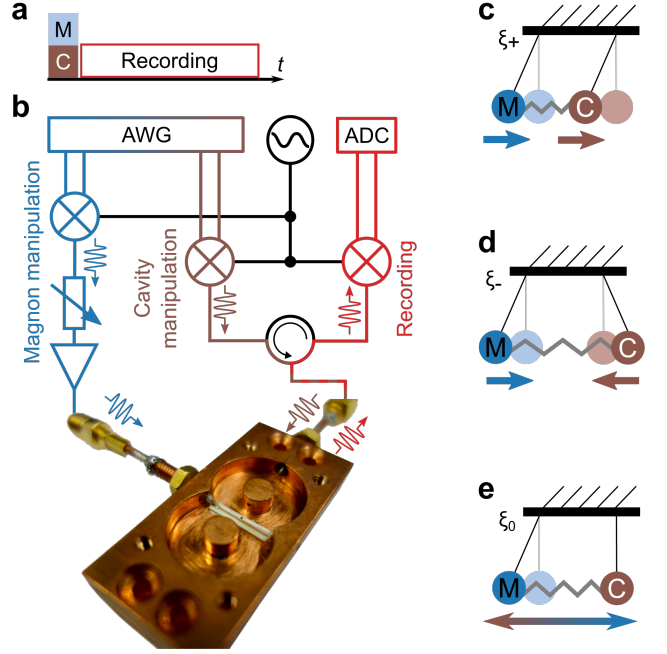 a
M
C
Recording
t
b
AWG
ADC
Magnon manipulation
Cavity
manipulation
Recording
c
ξ+
M
C
d
ξ-
M
C
e
ξ0
M
C